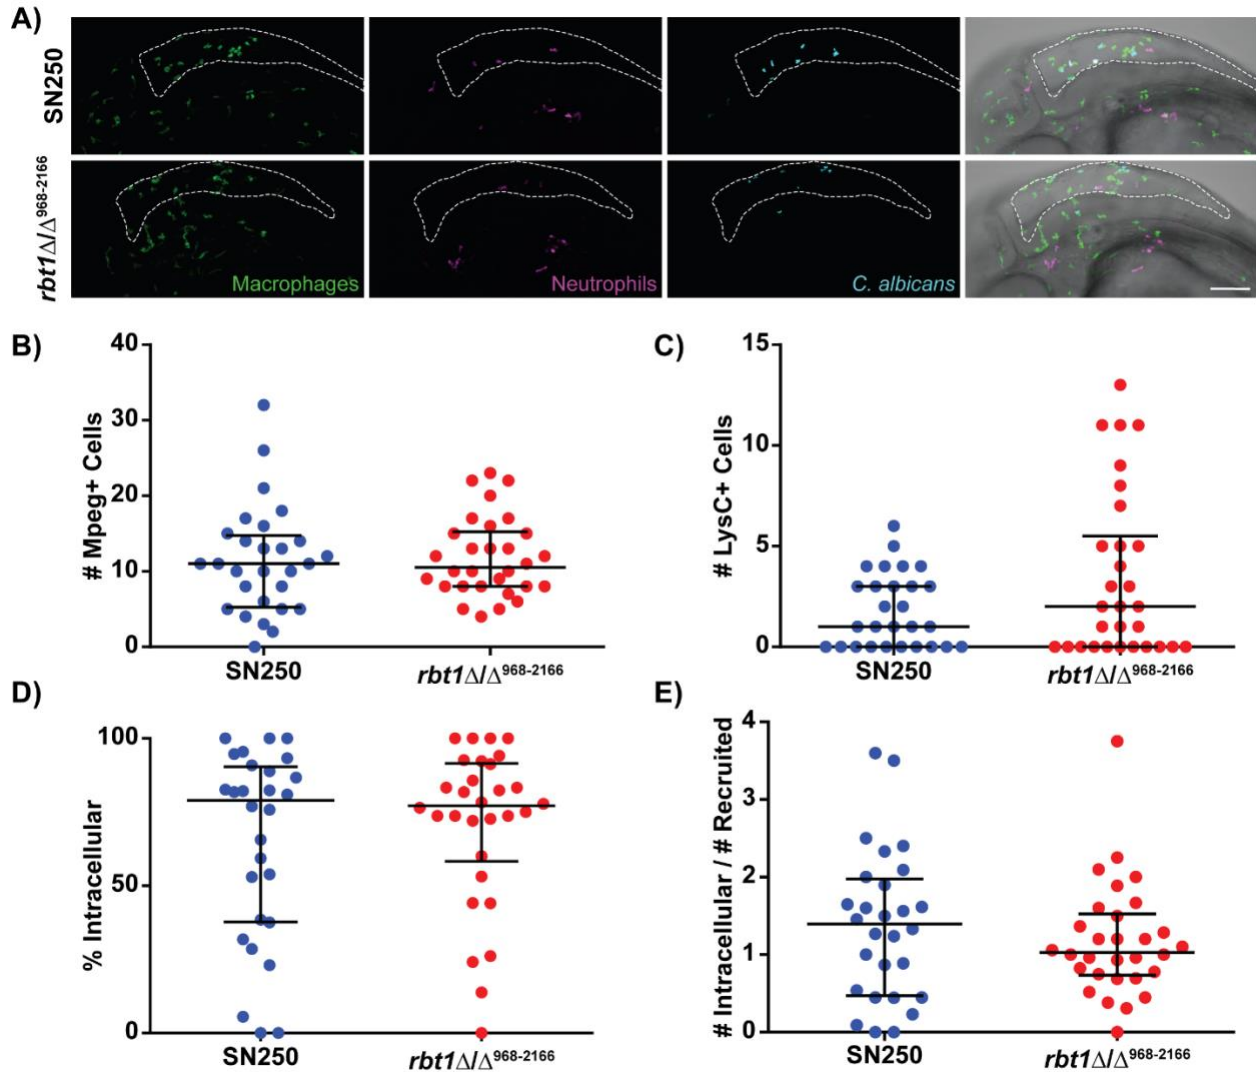 A)
SN250
rbt1Δ/Δ968-2166
Macrophages
Neutrophils
C. albicans
B)
# Mpeg+ Cells
40
30
20
10
0
SN250
rbt1Δ/Δ968-2166
C)
# LysC+ Cells
15
10
5
0
SN250
rbt1Δ/Δ968-2166
D)
% Intracellular
100
50
0
SN250
rbt1Δ/Δ968-2166
E)
# Intracellular / # Recruited
4
3
2
1
0
SN250
rbt1Δ/Δ968-2166